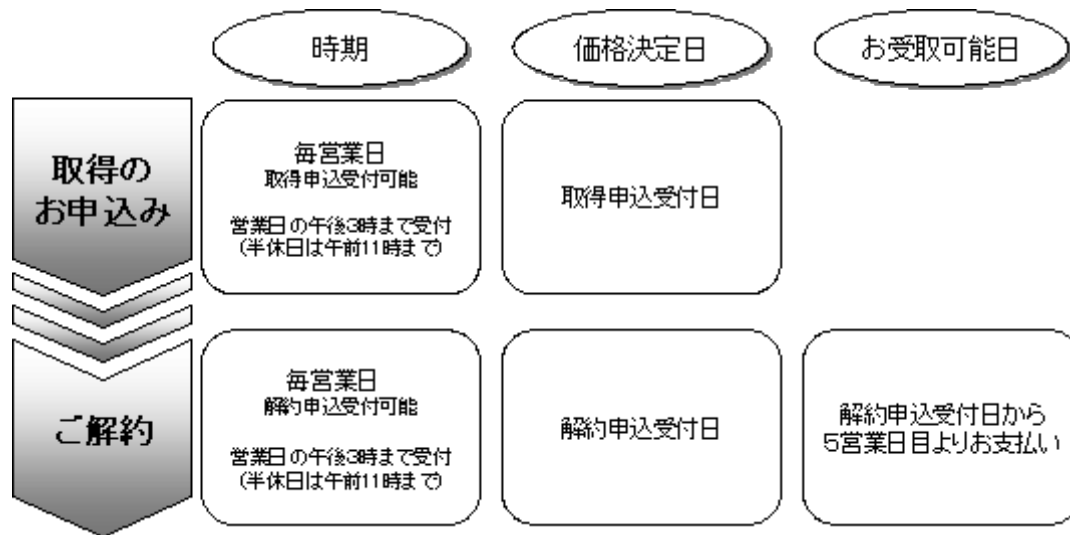 時期
価格決定日
お受取可能日
取得の
お申込み
毎営業日
取得申込受付可能
営業日の午後3時まで受付
(半休日は午前11時まで)
取得申込受付日
ご解約
毎営業日
解約申込受付可能
営業日の午後3時まで受付
(半休日は午前11時まで)
解約申込受付日
解約申込受付日から
5営業日目よりお支払い